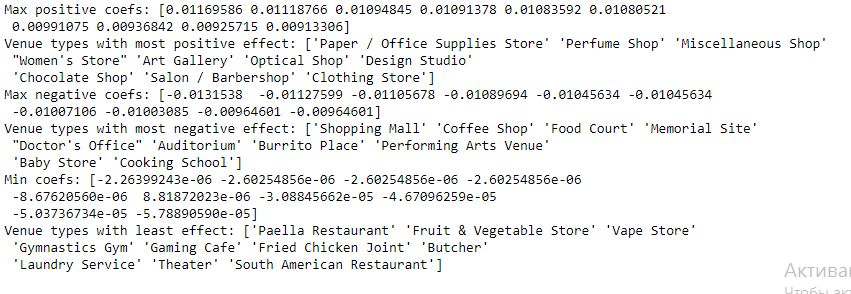 Max positive coefs: [0.01169586 0.01118766 0.01094845 0.01091378 0.01083592 0.01080521
 0.00991075 0.00936842 0.00925715 0.00913306]
Venue types with most positive effect: ['Paper / Office Supplies Store' 'Perfume Shop' 'Miscellaneous Shop'
 "Women's Store" 'Art Gallery' 'Optical Shop' 'Design Studio'
 'Chocolate Shop' 'Salon / Barbershop' 'Clothing Store']
Max negative coefs: [-0.0131538  -0.01127599 -0.01105678 -0.01089694 -0.01045634 -0.01045634
 -0.01007106 -0.01003085 -0.00964601 -0.00964601]
Venue types with most negative effect: ['Shopping Mall' 'Coffee Shop' 'Food Court' 'Memorial Site'
 "Doctor's Office" 'Auditorium' 'Burrito Place' 'Performing Arts Venue'
 'Baby Store' 'Cooking School']
Min coefs: [-2.26399243e-06 -2.60254856e-06 -2.60254856e-06 -2.60254856e-06
 -8.67620560e-06  8.81872023e-06 -3.08845662e-05 -4.67096259e-05
 -5.03736734e-05 -5.78890590e-05]
Venue types with least effect: ['Paella Restaurant' 'Fruit & Vegetable Store' 'Vape Store'
 'Gymnastics Gym' 'Gaming Cafe' 'Fried Chicken Joint' 'Butcher'
 'Laundry Service' 'Theater' 'South American Restaurant']
Актива